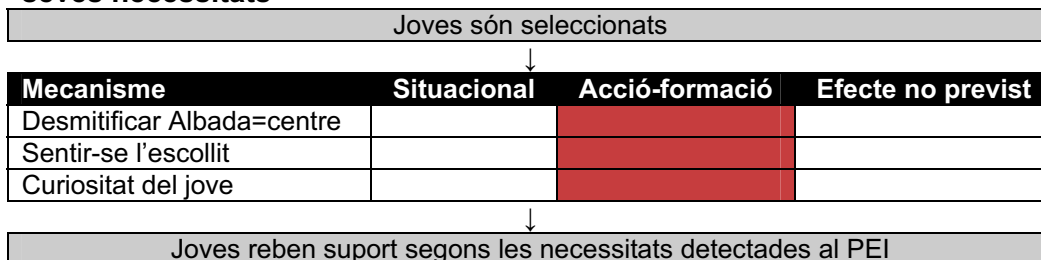 Joves necessitats
Joves són seleccionats
↓
Mecanisme Situacional Acció-formació Efecte no previst
Desmitificar Albada=centre
Sentir-se l'escollit
Curiositat del jove
↓
Joves reben suport segons les necessitats detectades al PEI